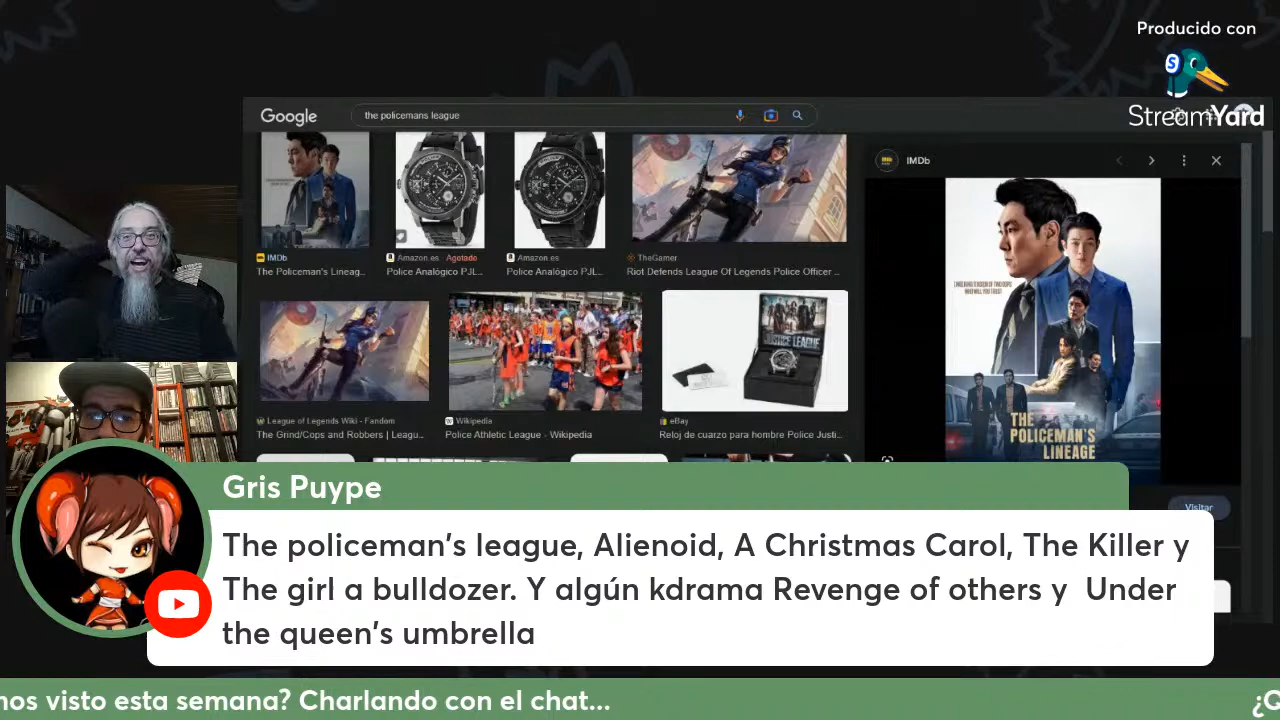 Producido con
StreamYard
Google
the policemans league
IMDb
IMDb
The Policeman's Lineag...
Amazon.es · Agotado
Police Analógico PJL...
Amazon.es
Police Analógico PJL...
TheGamer
Riot Defends League Of Legends Police Officer ...
JUSTICE LEAGUE
League of Legends Wiki - Fandom
The Grind/Cops and Robbers | Leagu...
Wikipedia
Police Athletic League - Wikipedia
eBay
Reloj de cuarzo para hombre Police Justi...
THE
POLICEMAN'S
LINEAGE
Visitar
Gris Puype
The policeman's league, Alienoid, A Christmas Carol, The Killer y
The girl a bulldozer. Y algún kdrama Revenge of others y Under
the queen's umbrella
mos visto esta semana? Charlando con el chat...
¿Q